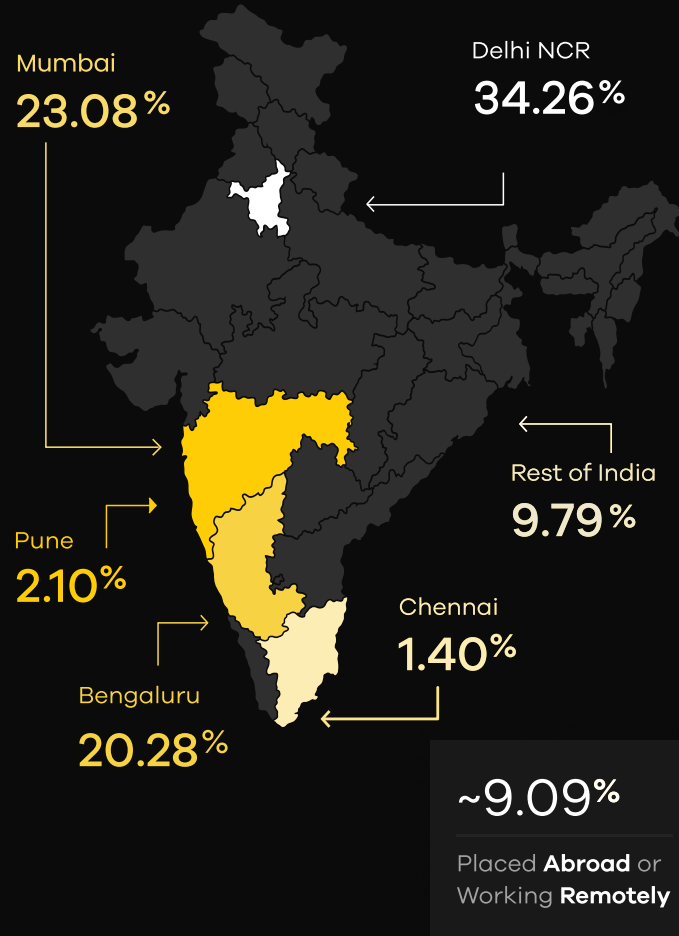 Mumbai
23.08%
Delhi NCR
34.26%
Rest of India
9.79%
Pune
2.10%
Chennai
1.40%
Bengaluru
20.28%
~9.09%
Placed Abroad or
Working Remotely